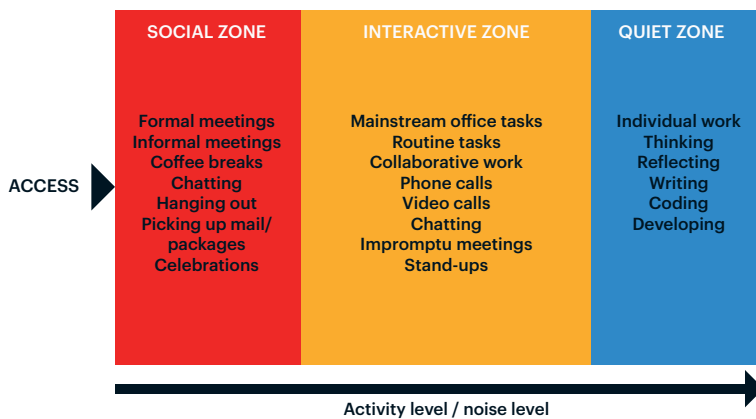 SOCIAL ZONE
Formal meetings
Informal meetings
Coffee breaks
Chatting
Hanging out
Picking up mail/
packages
Celebrations
INTERACTIVE ZONE
Mainstream office tasks
Routine tasks
Collaborative work
Phone calls
Video calls
Chatting
Impromptu meetings
Stand-ups
QUIET ZONE
Individual work
Thinking
Reflecting
Writing
Coding
Developing
ACCESS
Activity level / noise level